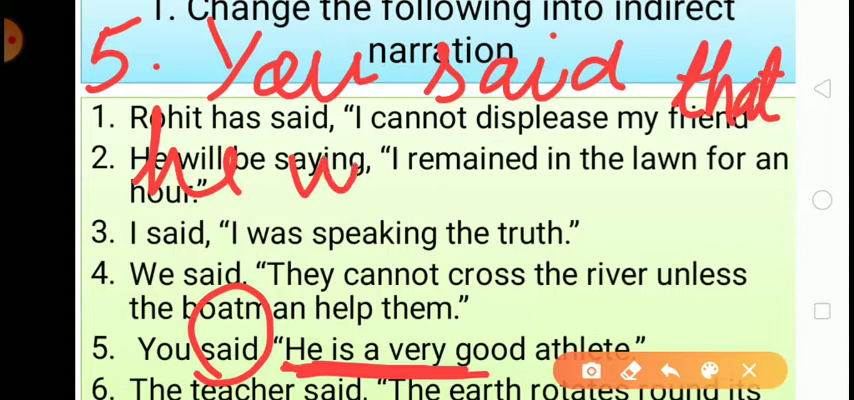 1. Change the following into indirect
narration
5. You said that
he w
1. Rohit has said, “I cannot displease my friend
2. He will be saying, “I remained in the lawn for an
hour.”
3. I said, “I was speaking the truth.”
4. We said. “They cannot cross the river unless
the boatman help them.”
5. You said, “He is a very good athlete.”
6. The teacher said. “The earth rotates round its